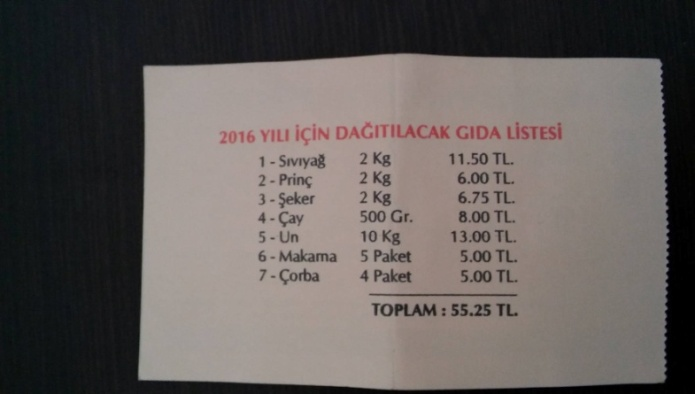 2016 YILI İÇİN DAĞITILACAK GIDA LİSTESİ
1 - Sıvıyağ 2 Kg 11.50 TL.
2 - Prinç 2 Kg 6.00 TL.
3 - Şeker 2 Kg 6.75 TL.
4 - Çay 500 Gr. 8.00 TL.
5 - Un 10 Kg 13.00 TL.
6 - Makarna 5 Paket 5.00 TL.
7 - Çorba 4 Paket 5.00 TL.
TOPLAM : 55.25 TL.